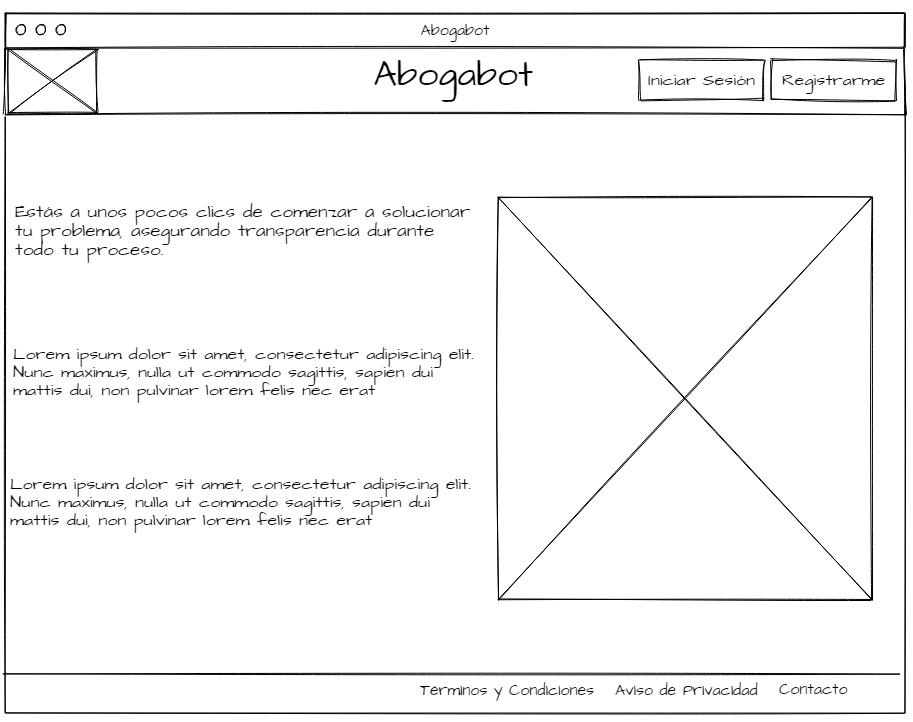 Abogabot
Abogabot
Iniciar Sesión
Registrarme
Estás a unos pocos clics de comenzar a solucionar
tu problema, asegurando transparencia durante
todo tu proceso.
Lorem ipsum dolor sit amet, consectetur adipiscing elit.
Nunc maximus, nulla ut commodo sagittis, sapien dui
mattis dui, non pulvinar lorem felis nec erat
Lorem ipsum dolor sit amet, consectetur adipiscing elit.
Nunc maximus, nulla ut commodo sagittis, sapien dui
mattis dui, non pulvinar lorem felis nec erat
Términos y Condiciones
Aviso de Privacidad
Contacto